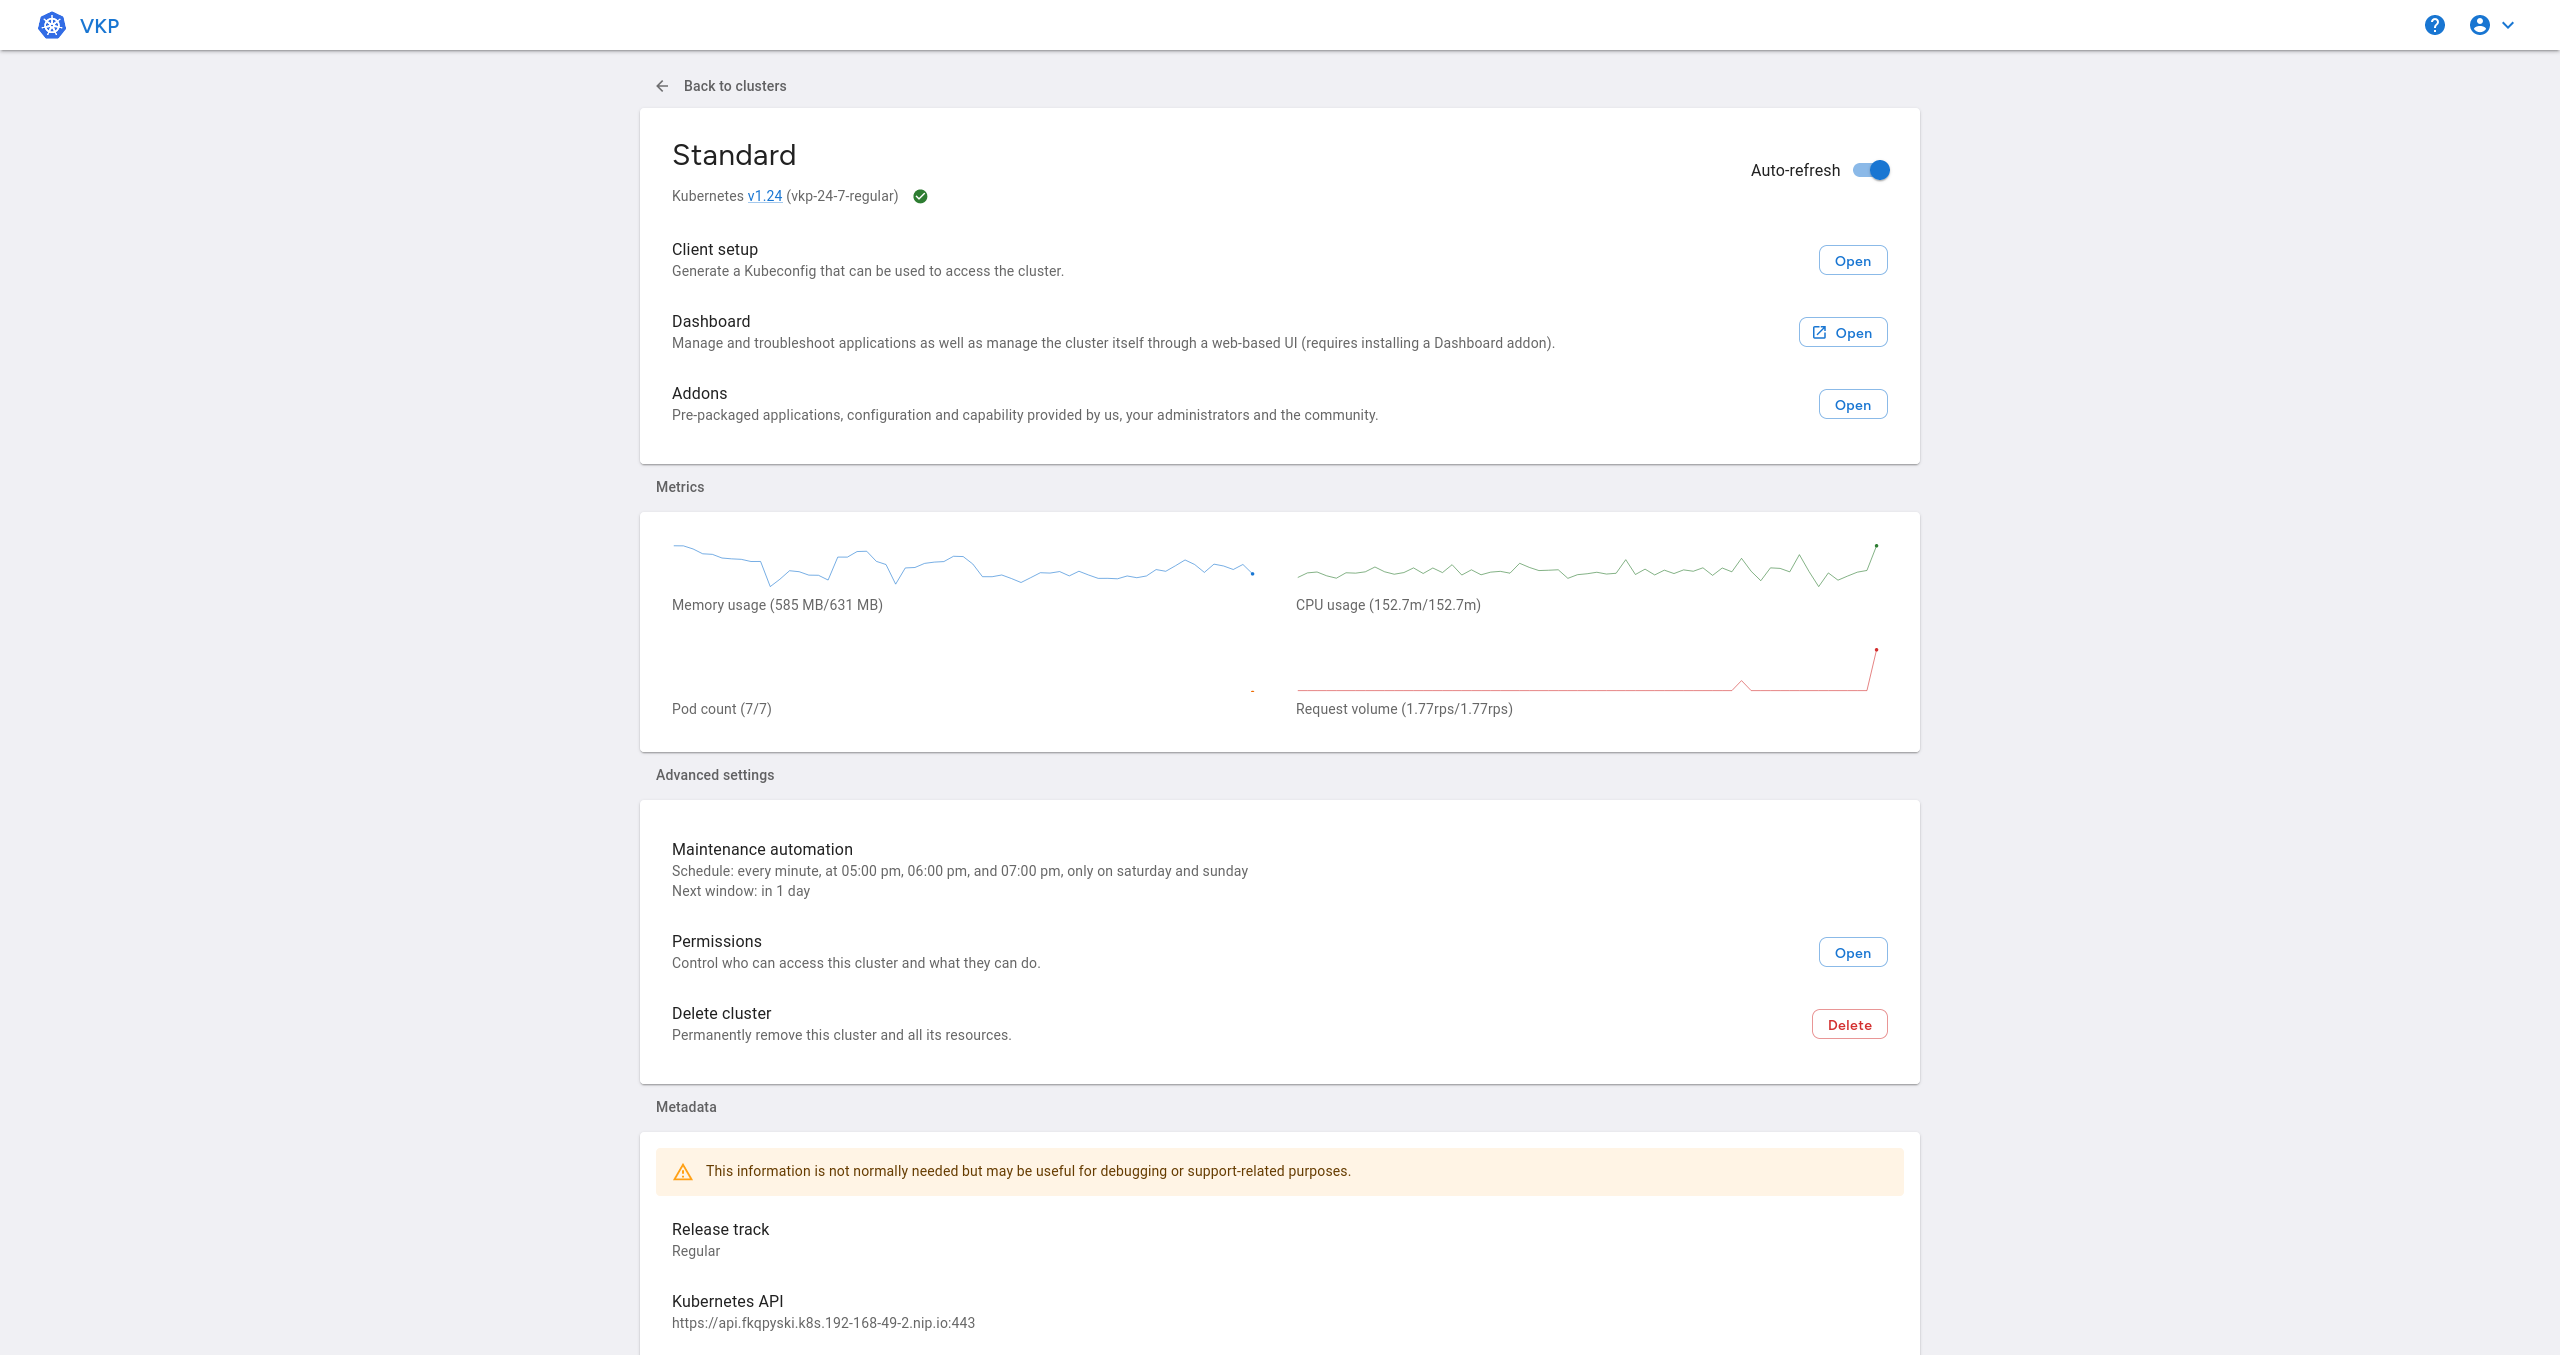 VKP
Back to clusters
Standard
Auto-refresh
Kubernetes v1.24 (vkp-24-7-regular)
Client setup
Generate a Kubeconfig that can be used to access the cluster.
Open
Dashboard
Manage and troubleshoot applications as well as manage the cluster itself through a web-based UI (requires installing a Dashboard addon).
Open
Addons
Pre-packaged applications, configuration and capability provided by us, your administrators and the community.
Open
Metrics
Memory usage (585 MB/631 MB)
CPU usage (152.7m/152.7m)
Pod count (7/7)
Request volume (1.77rps/1.77rps)
Advanced settings
Maintenance automation
Schedule: every minute, at 05:00 pm, 06:00 pm, and 07:00 pm, only on saturday and sunday
Next window: in 1 day
Permissions
Control who can access this cluster and what they can do.
Open
Delete cluster
Permanently remove this cluster and all its resources.
Delete
Metadata
This information is not normally needed but may be useful for debugging or support-related purposes.
Release track
Regular
Kubernetes API
https://api.fkqpyski.k8s.192-168-49-2.nip.io:443